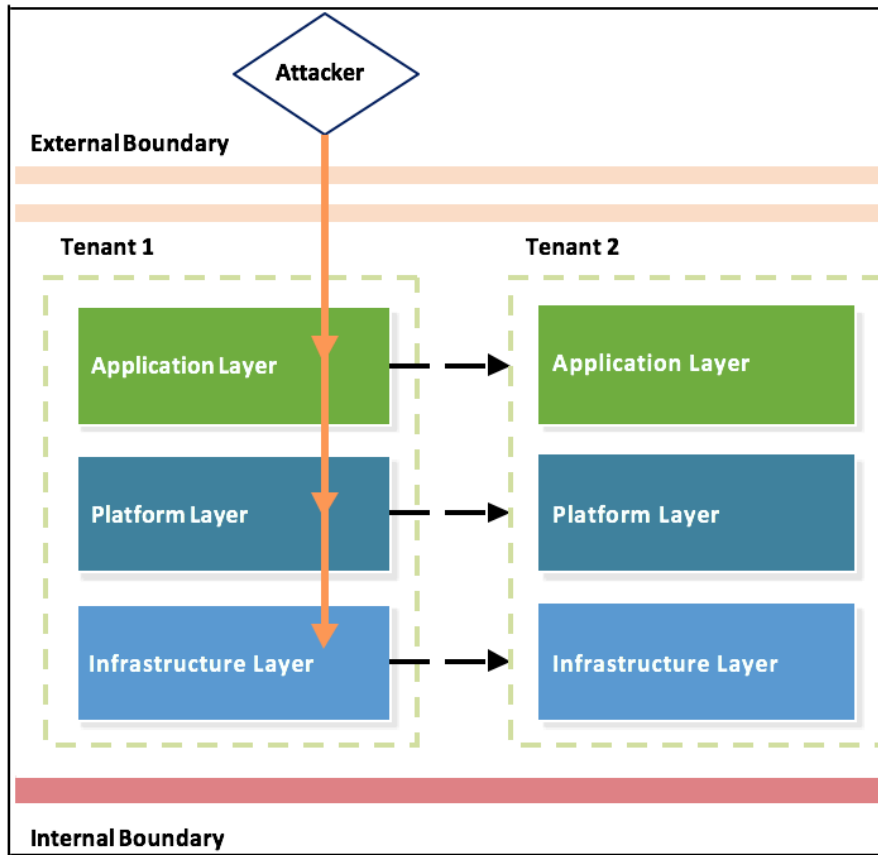 Attacker
External Boundary
Tenant 1
Tenant 2
Application Layer
Application Layer
Platform Layer
Platform Layer
Infrastructure Layer
Infrastructure Layer
Internal Boundary